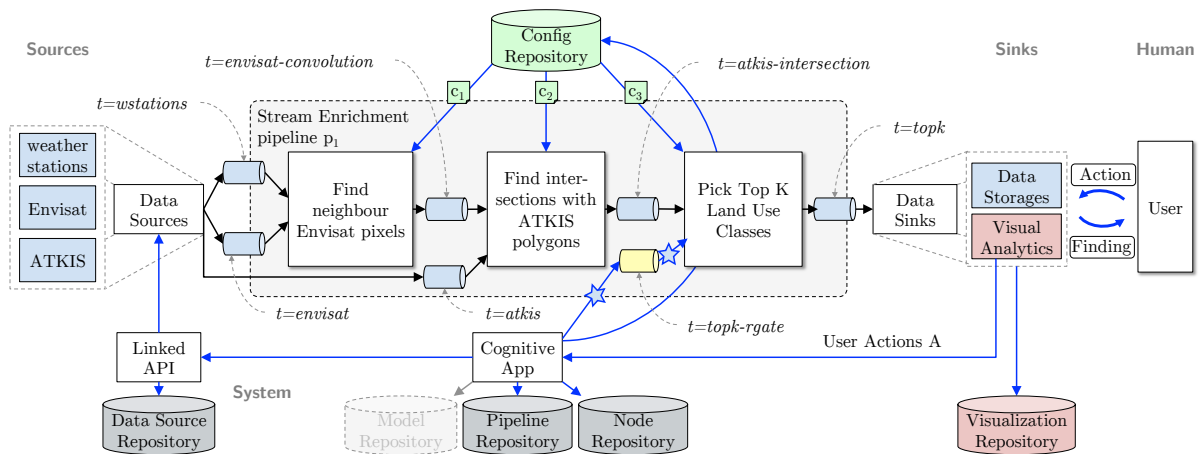 Sources
Config
Repository
Sinks
Human
t=envisat-convolution
t=atkis-intersection
t=wstations
c1
c2
c3
t=topk
Stream Enrichment
pipeline p1
weather
stations
Envisat
ATKIS
Data
Sources
Find
neighbour
Envisat pixels
Find inter-
sections with
ATKIS
polygons
Pick Top K
Land Use
Classes
Data
Sinks
Data
Storages
Visual
Analytics
Action
Finding
User
t=envisat
t=atkis
t=topk-rgate
Linked
API
Cognitive
App
User Actions A
System
Data Source
Repository
Model
Repository
Pipeline
Repository
Node
Repository
Visualization
Repository